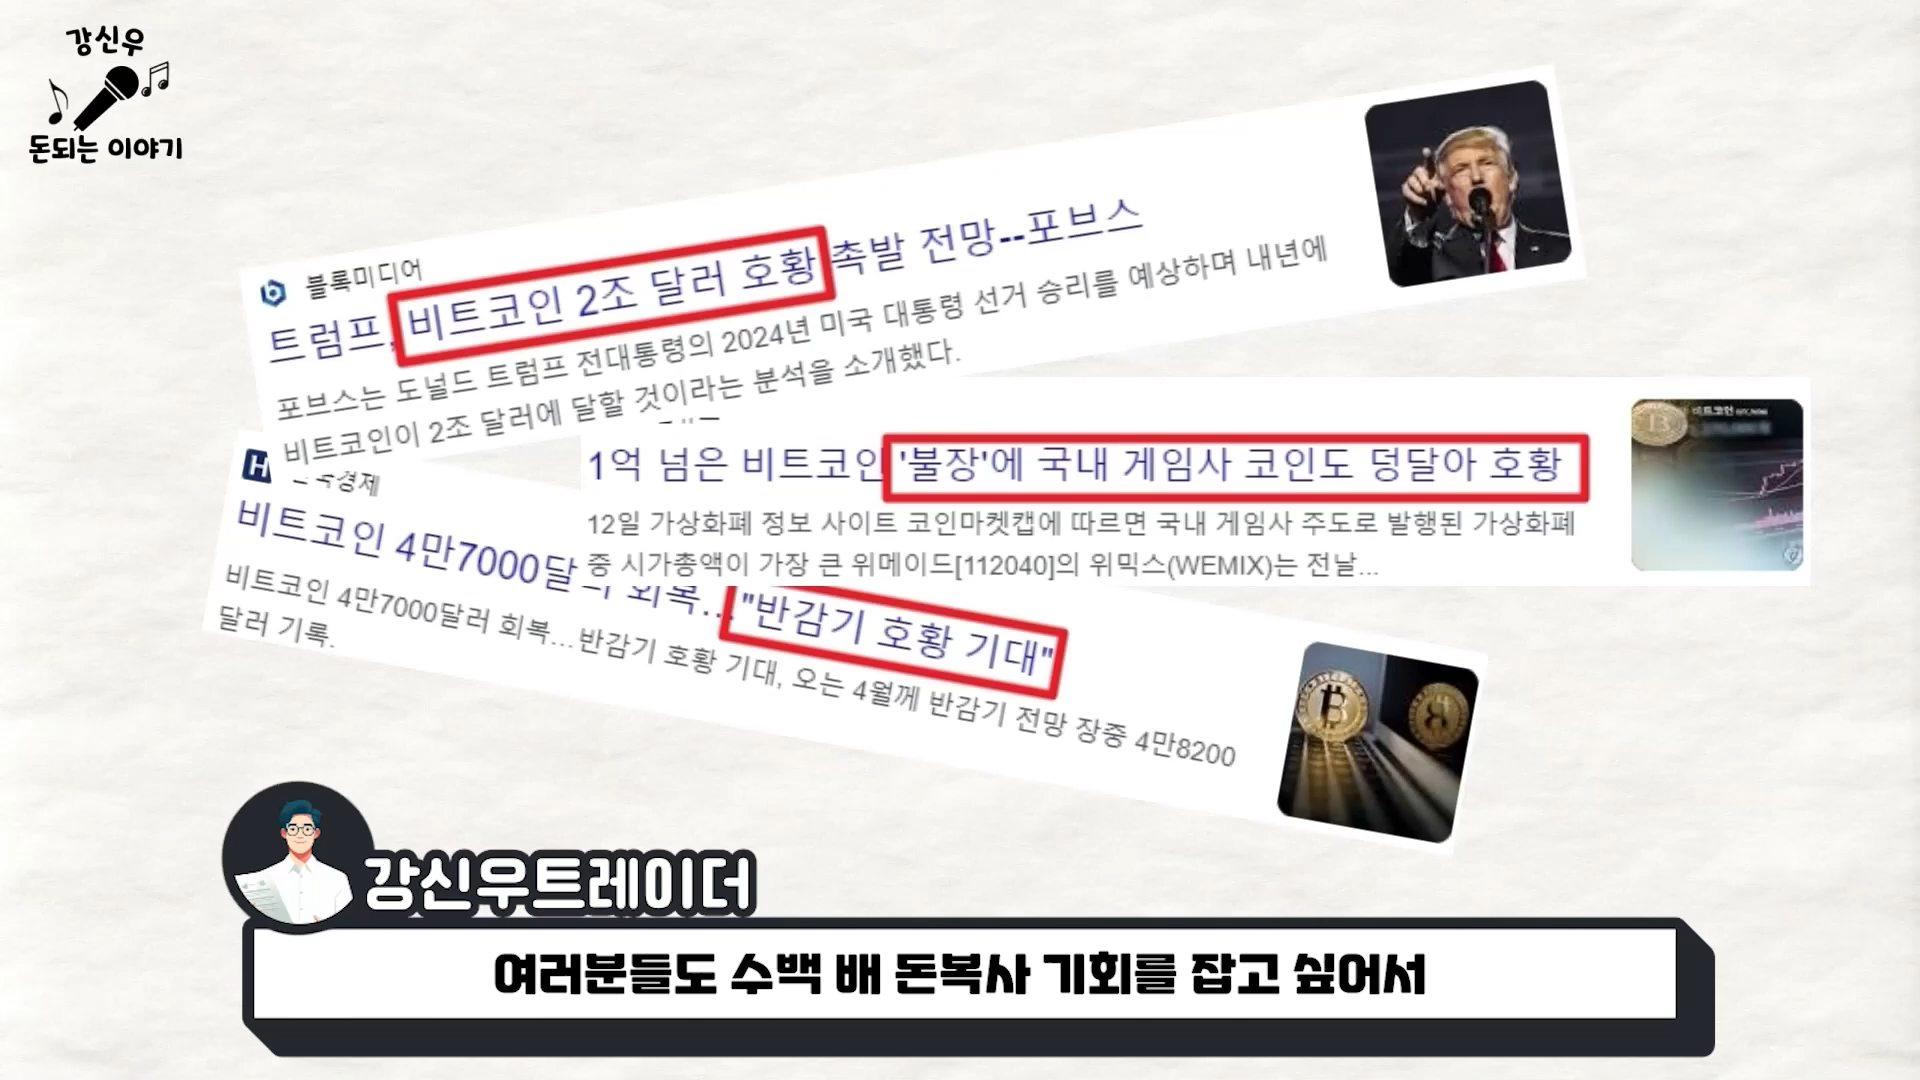 강신우
돈되는 이야기
블록미디어
트럼프, 비트코인 2조 달러 호황 촉발 전망--포브스
포브스는 도널드 트럼프 전대통령의 2024년 미국 대통령 선거 승리를 예상하며 내년에
비트코인이 2조 달러에 달할 것이라는 분석을 소개했다.
1억 넘은 비트코인 '불장'에 국내 게임사 코인도 덩달아 호황
12일 가상화폐 정보 사이트 코인마켓캡에 따르면 국내 게임사 주도로 발행된 가상화폐
중 시가총액이 가장 큰 위메이드[112040]의 위믹스(WEMIX)는 전날...
H
비트코인 4만7000달러 회복..."반감기 호황 기대"
비트코인 4만7000달러 회복...반감기 호황 기대, 오는 4월께 반감기 전망 장중 4만8200
달러 기록.
강신우트레이더
여러분들도 수백 배 돈복사 기회를 잡고 싶어서